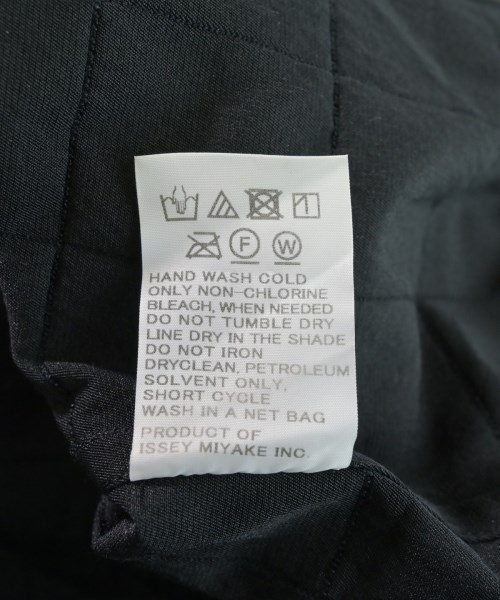 F W
HAND WASH COLD
ONLY NON-CHLORINE
BLEACH, WHEN NEEDED
DO NOT TUMBLE DRY
LINE DRY IN THE SHADE
DO NOT IRON
DRYCLEAN, PETROLEUM
SOLVENT ONLY,
SHORT CYCLE
WASH IN A NET BAG
PRODUCT OF
ISSEY MIYAKE INC.